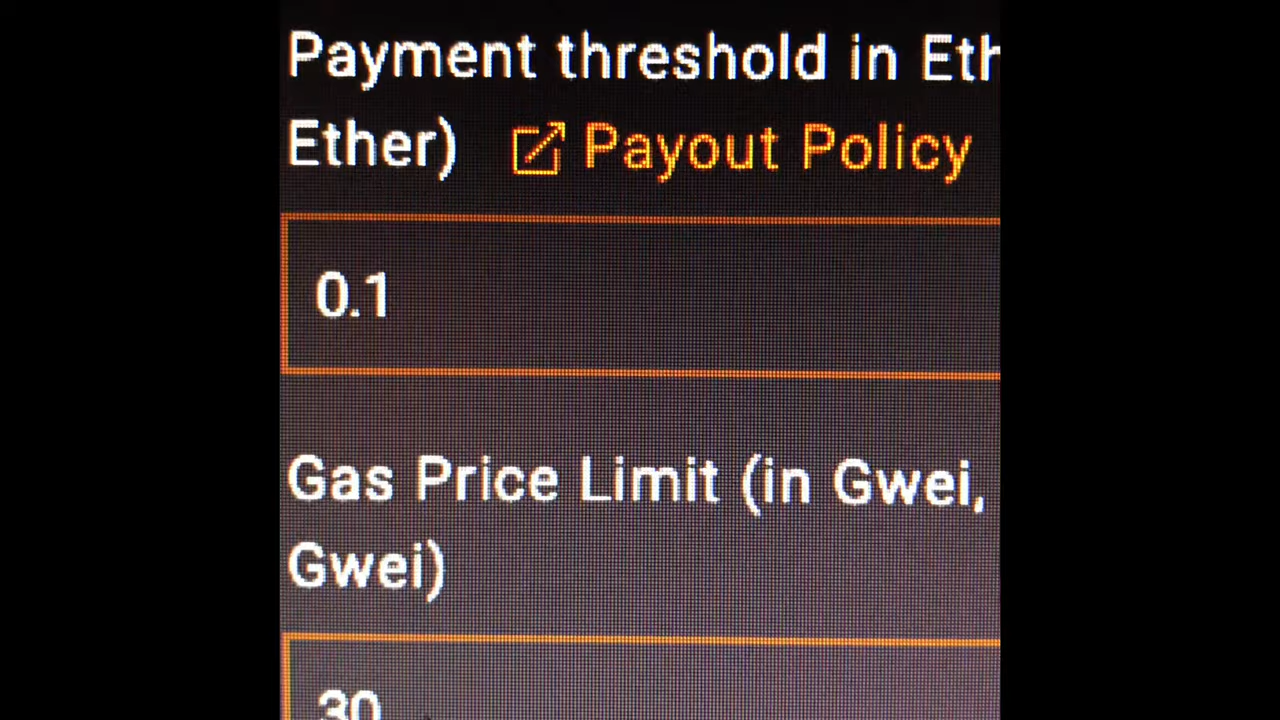 Payment threshold in Eth
Ether) Payout Policy
0.1
Gas Price Limit (in Gwei,
Gwei)
30